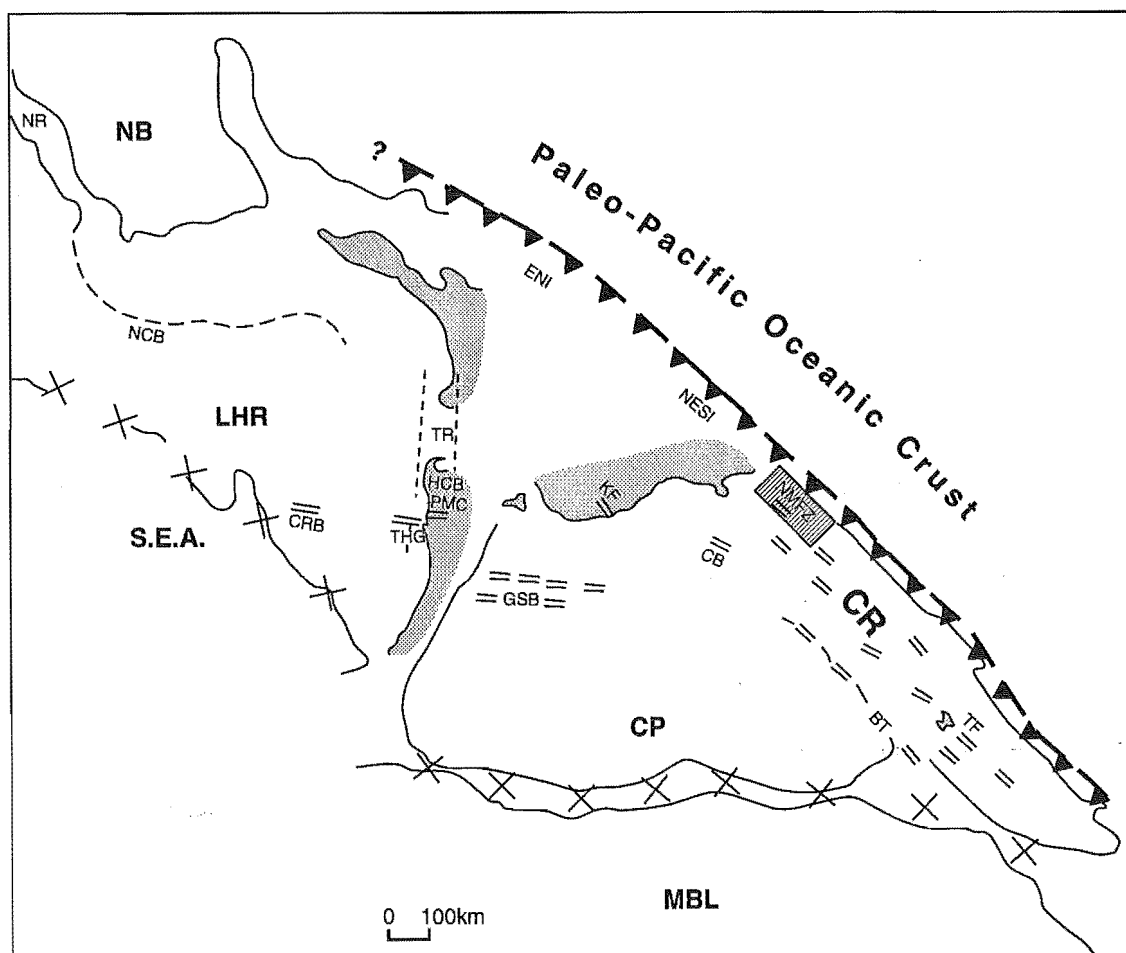 NR
NB
?
Paleo-Pacific Oceanic Crust
ENI
NCB
NESI
LHR
TR
HCB
PMC
KF
NMFZ
CRB
THG
S.E.A.
CB
GSB
CR
CP
BT
TF
MBL
0 100km